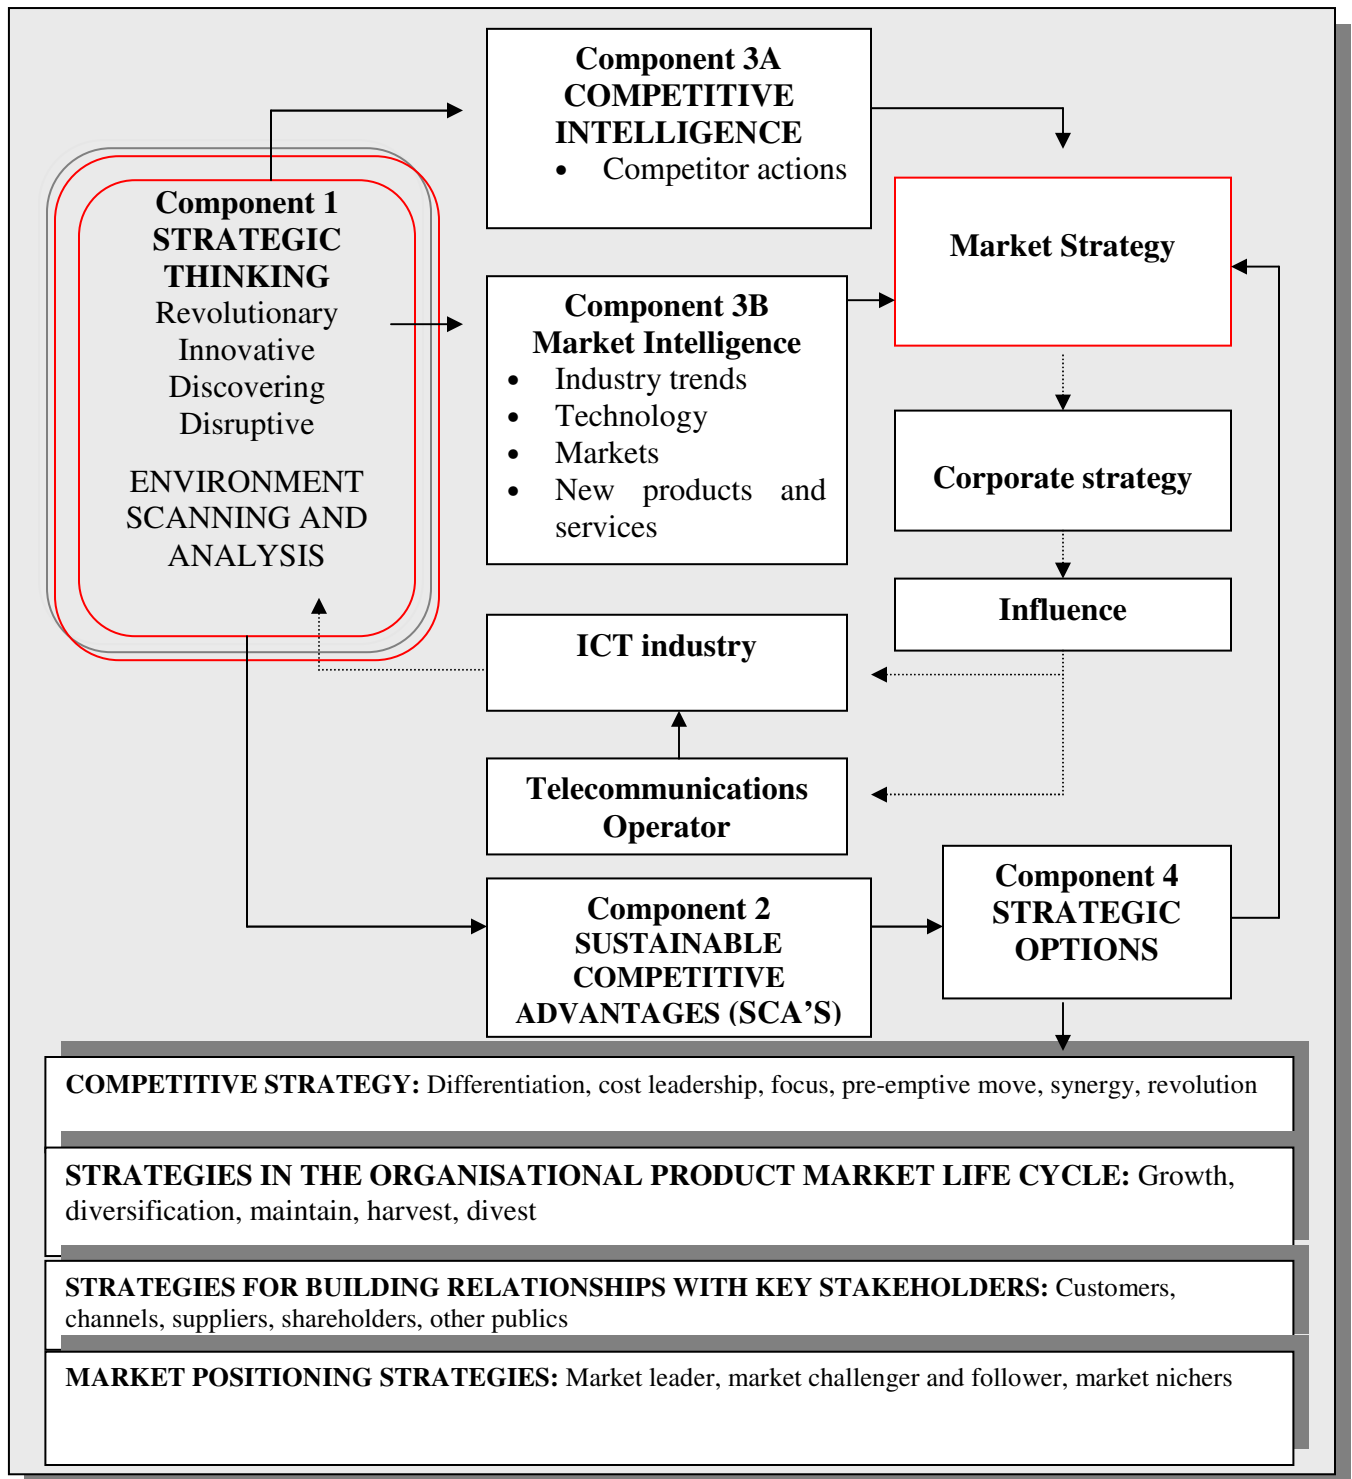 Component 3A
COMPETITIVE
INTELLIGENCE
• Competitor actions
Component 1
STRATEGIC
THINKING
Revolutionary
Innovative
Discovering
Disruptive
ENVIRONMENT
SCANNING AND
ANALYSIS
Market Strategy
Component 3B
Market Intelligence
• Industry trends
• Technology
• Markets
• New products and
services
Corporate strategy
Influence
ICT industry
Telecommunications
Operator
Component 2
SUSTAINABLE
COMPETITIVE
ADVANTAGES (SCA’S)
Component 4
STRATEGIC
OPTIONS
COMPETITIVE STRATEGY: Differentiation, cost leadership, focus, pre-emptive move, synergy, revolution
STRATEGIES IN THE ORGANISATIONAL PRODUCT MARKET LIFE CYCLE: Growth,
diversification, maintain, harvest, divest
STRATEGIES FOR BUILDING RELATIONSHIPS WITH KEY STAKEHOLDERS: Customers,
channels, suppliers, shareholders, other publics
MARKET POSITIONING STRATEGIES: Market leader, market challenger and follower, market nichers